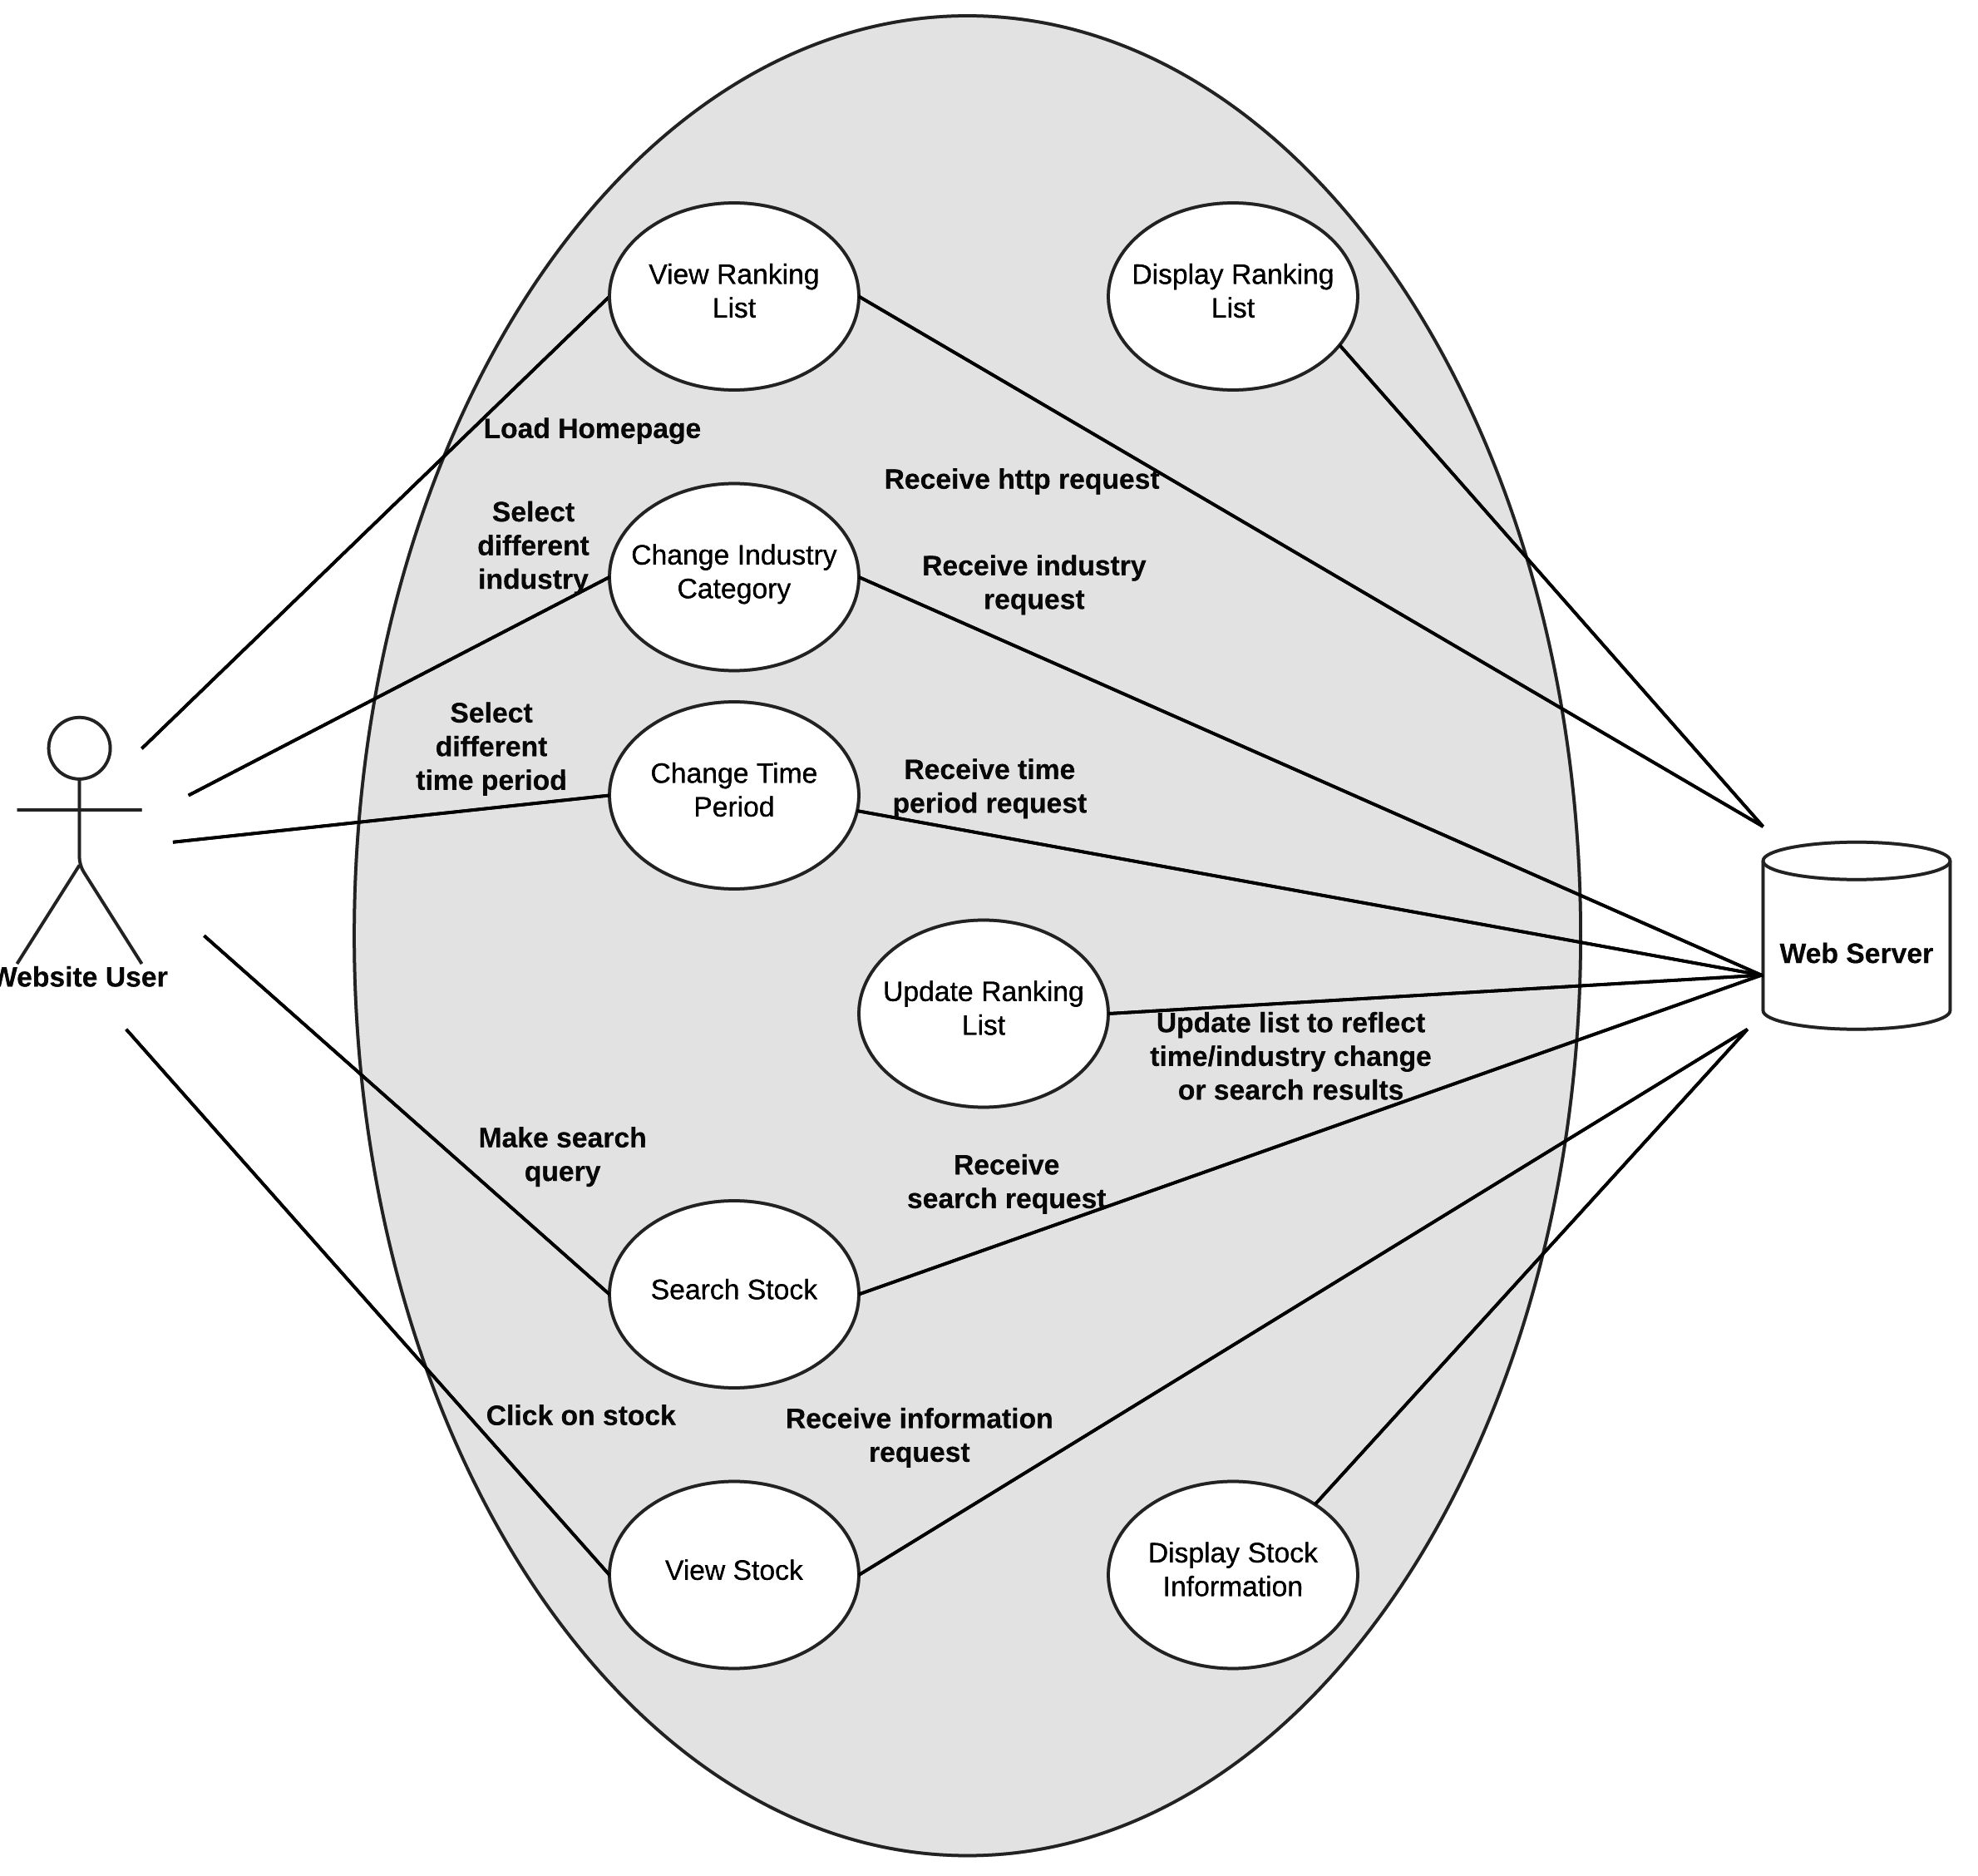 View Ranking
List
Display Ranking
List
Load Homepage
Receive http request
Select
different
industry
Change Industry
Category
Receive industry
request
Select
different
time period
Change Time
Period
Receive time
period request
Website User
Web Server
Update Ranking
List
Update list to reflect
time/industry change
or search results
Make search
query
Receive
search request
Search Stock
Click on stock
Receive information
request
View Stock
Display Stock
Information